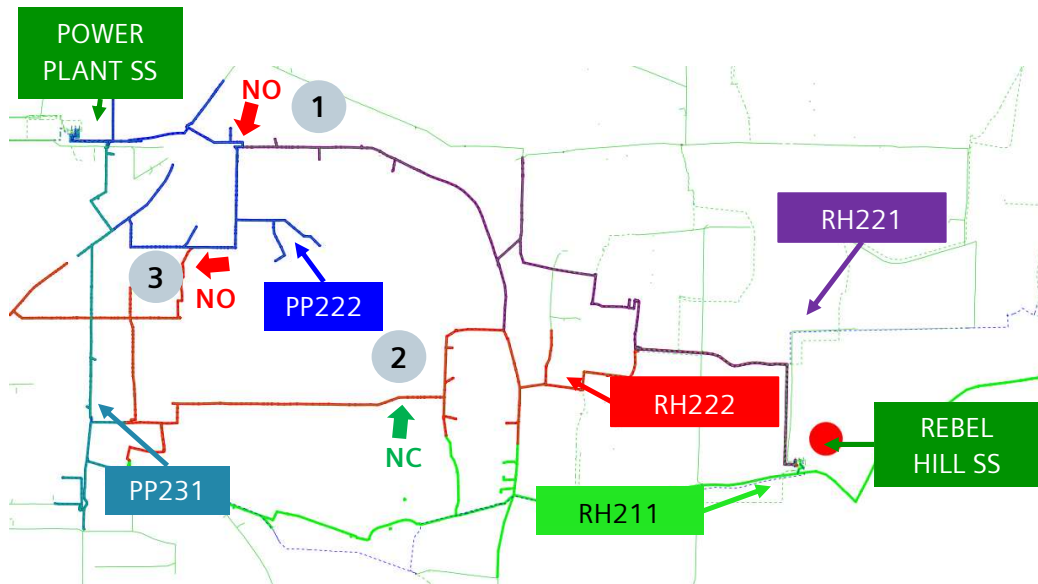 POWER
PLANT SS
NO
1
RH221
3
NO
PP222
2
RH222
NC
REBEL
HILL SS
PP231
RH211